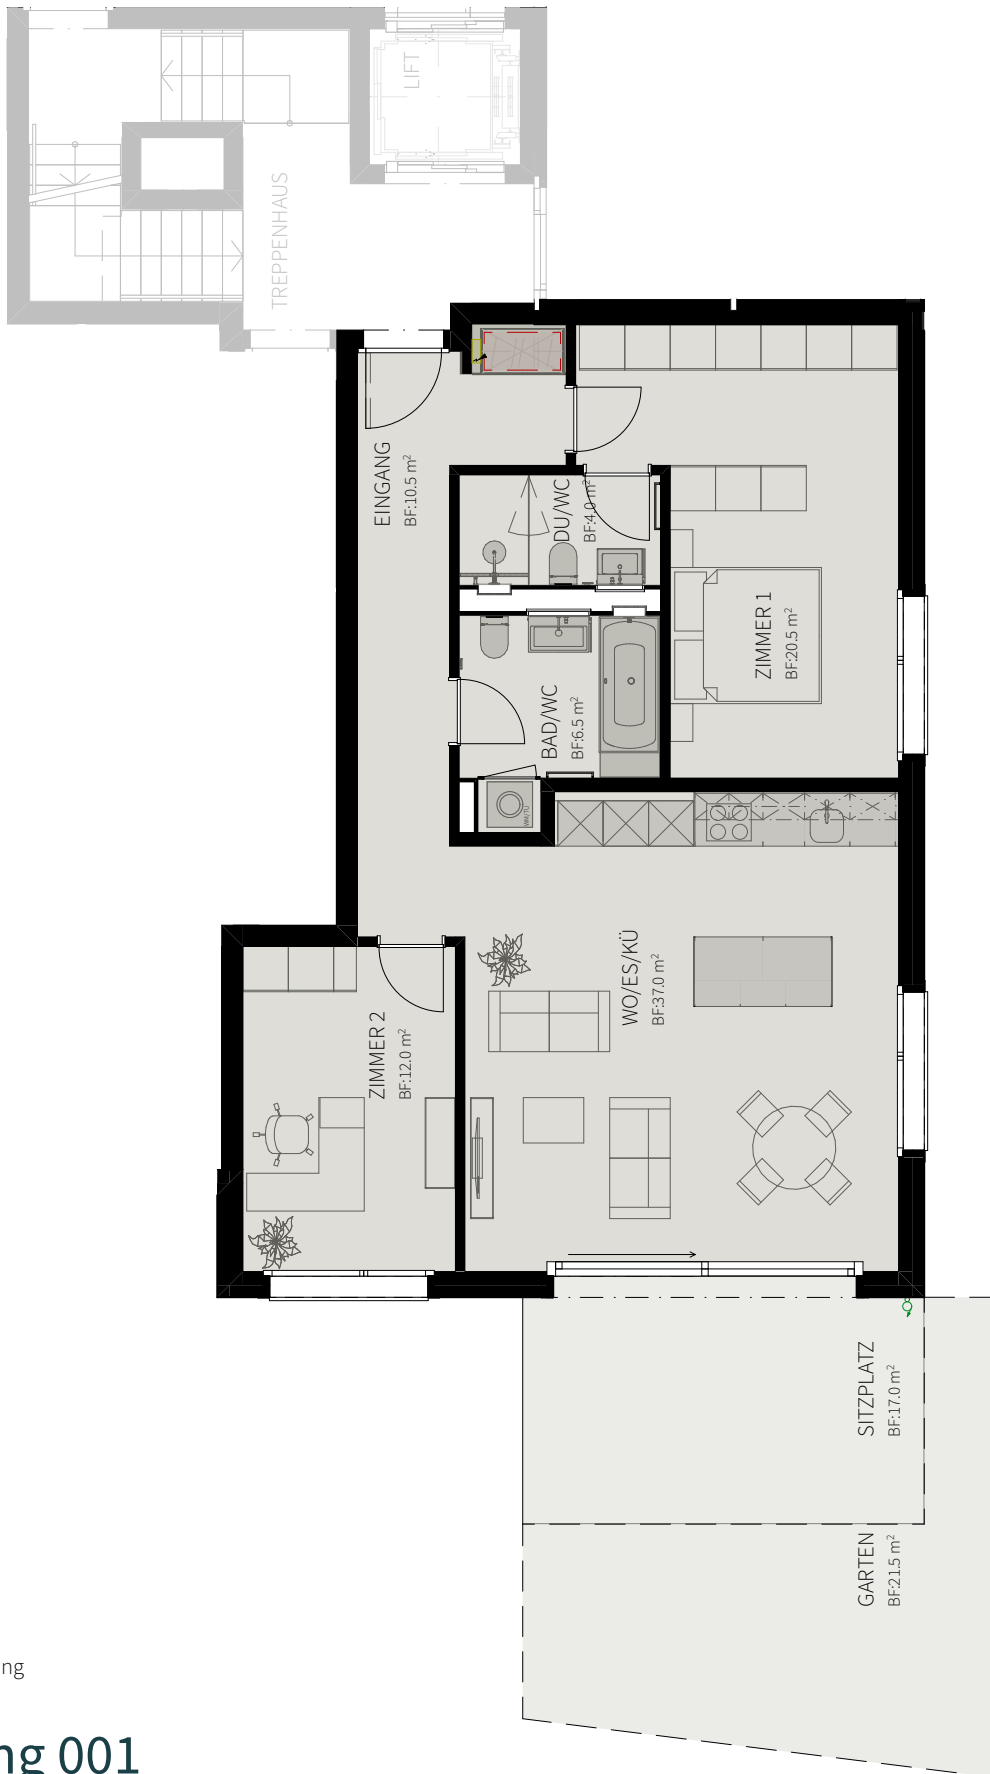 LIFT
TREPPENHAUS
EINGANG
BF:10.5 m²
DU/WC
BF:4.0 m²
ZIMMER 1
BF:20.5 m²
BAD/WC
BF:6.5 m²
WM/TU
WO/ES/KÜ
BF:37.0 m²
ZIMMER 2
BF:12.0 m²
SITZPLATZ
BF:17.0 m²
GARTEN
BF:21.5 m²
ng
ng 001